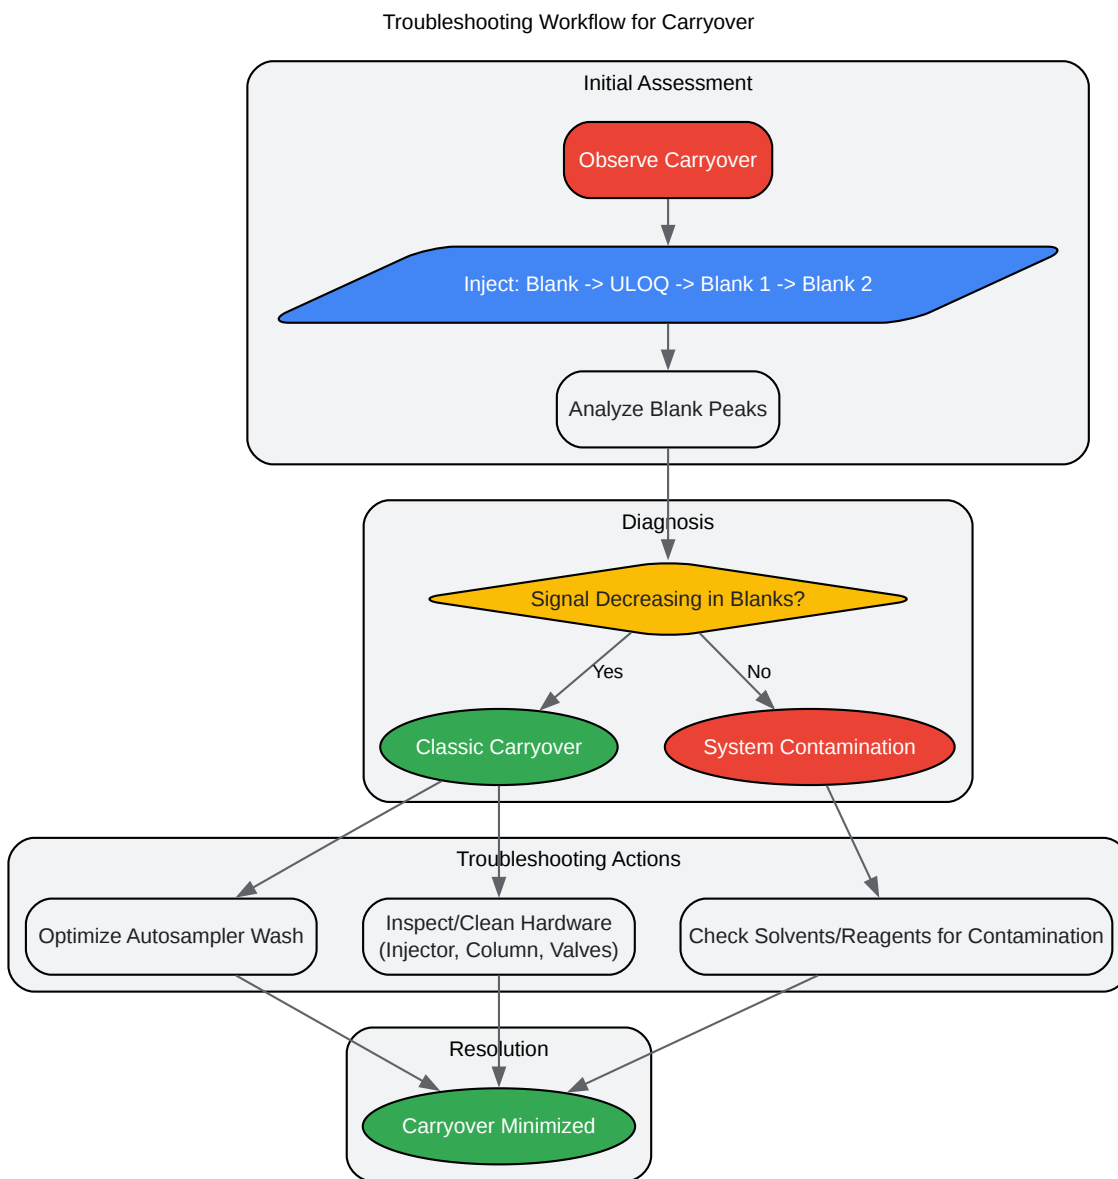 Troubleshooting Workflow for Carryover
Initial Assessment
Observe Carryover
Inject: Blank -> ULOQ -> Blank 1 -> Blank 2
Analyze Blank Peaks
Diagnosis
Signal Decreasing in Blanks?
Yes
No
Classic Carryover
System Contamination
Troubleshooting Actions
Optimize Autosampler Wash
Inspect/Clean Hardware
(Injector, Column, Valves)
Check Solvents/Reagents for Contamination
Resolution
Carryover Minimized